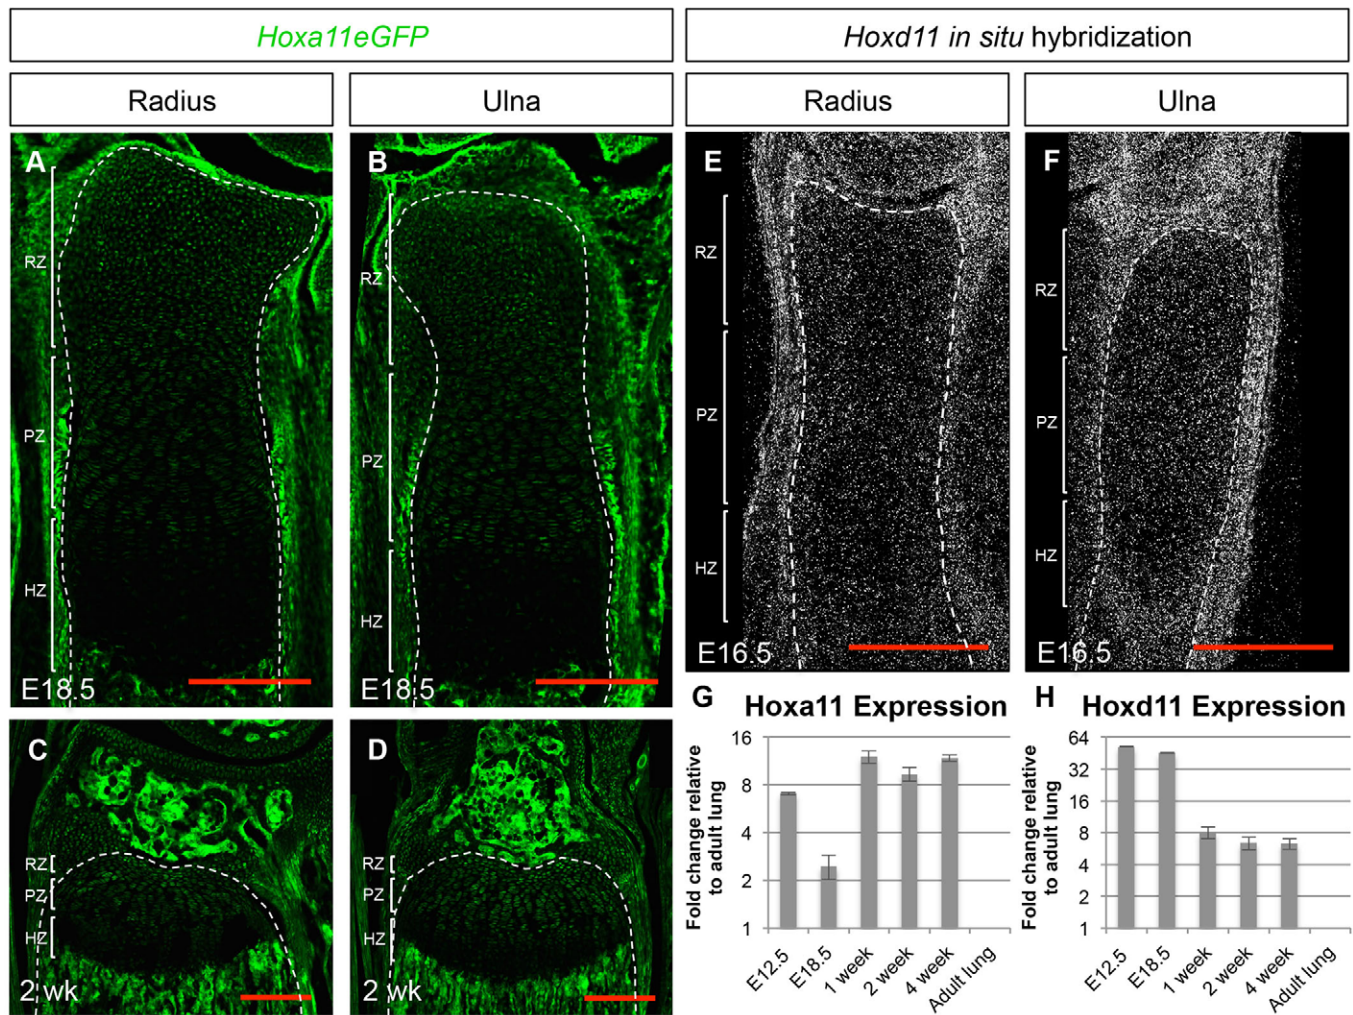 Hoxa11eGFP
Hoxd11 in situ hybridization
Radius
Ulna
Radius
Ulna
A
RZ
PZ
HZ
E18.5
B
RZ
PZ
HZ
E18.5
E
RZ
PZ
HZ
E16.5
F
RZ
PZ
HZ
E16.5
C
RZ
PZ
HZ
2 wk
D
RZ
PZ
HZ
2 wk
G
Hoxa11 Expression
Fold change relative
to adult lung
16
8
4
2
1
E12.5
E18.5
1 week
2 week
4 week
Adult lung
H
Hoxd11 Expression
Fold change relative
to adult lung
64
32
16
8
4
2
1
E12.5
E18.5
1 week
2 week
4 week
Adult lung